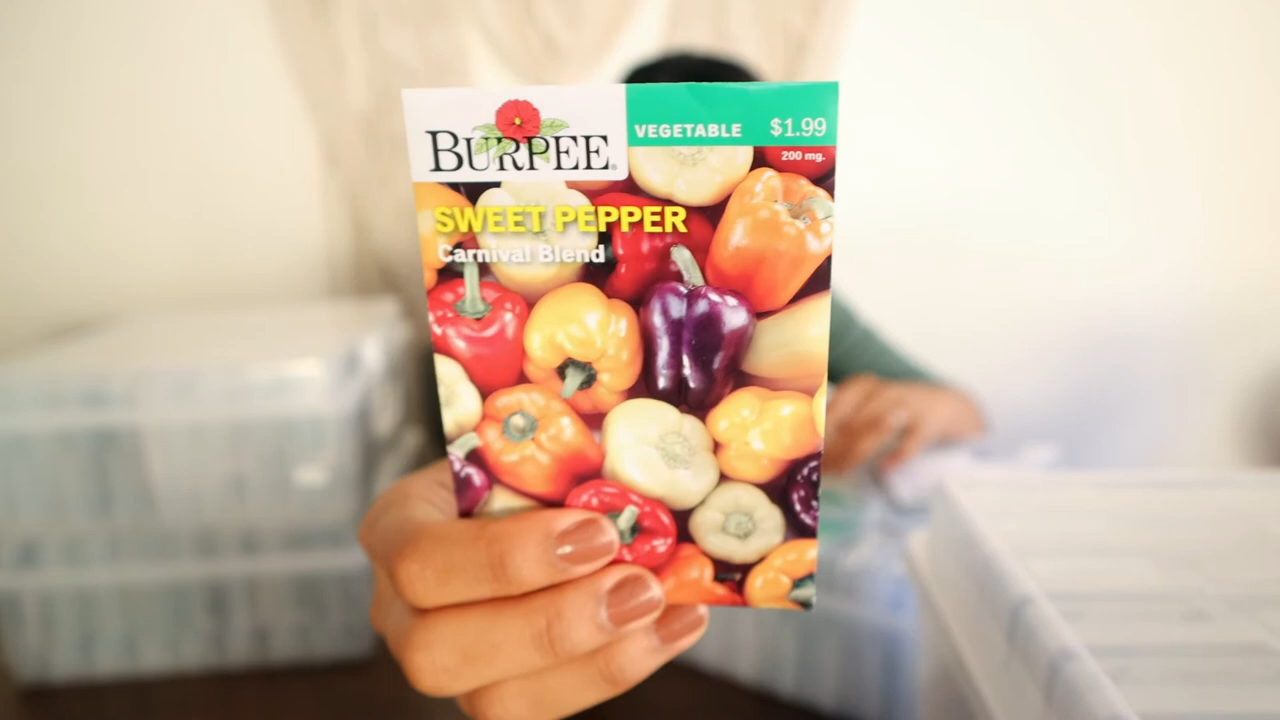 BURPEE®
VEGETABLE $1.99
200 mg.
SWEET PEPPER
Carnival Blend